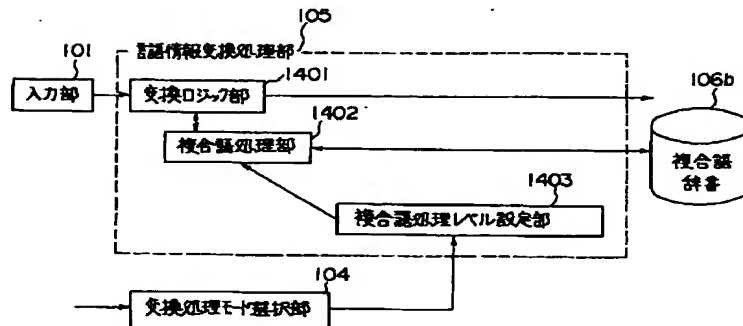 105
言語情報変換処理部
101
1401
106b
入力部
変換ロジック部
1402
複合語処理部
複合語
辞書
1403
複合語処理レベル設定部
104
変換処理モード選択部